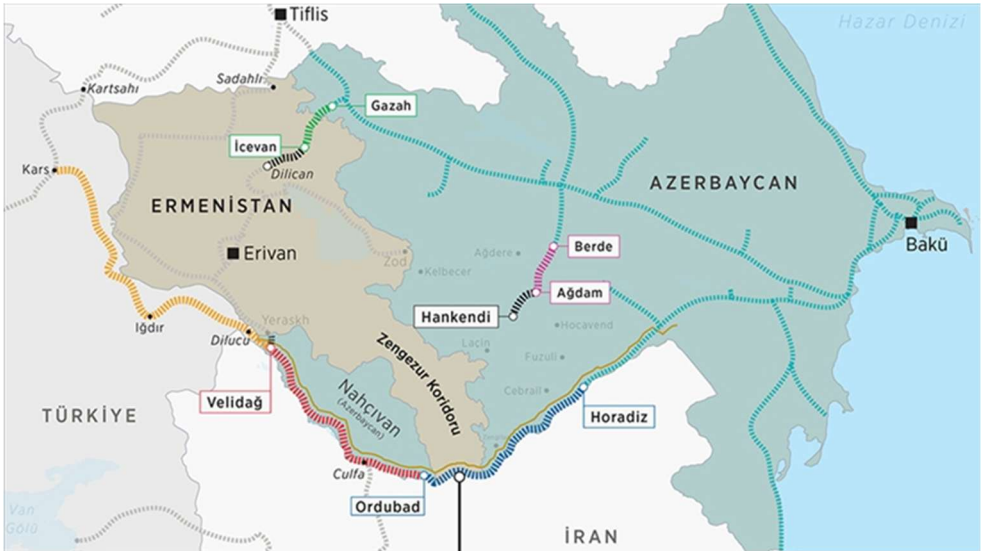 Tiflis
Hazar Denizi
Sadahlı
Kartsahı
Gazah
İcevan
Dilican
Kars
ERMENİSTAN
AZERBAYCAN
Bakü
Erivan
Zod
Ağdere
Berde
Kelbecer
Ağdam
Hankendi
Iğdır
Yeraskh
Dilucu
Hocavend
Laçın
Fuzuli
Zengezur Koridoru
Cebrail
Velidağ
Nahçıvan
(Azerbaycan)
TÜRKİYE
Horadiz
Culfa
Ordubad
Van
Gölü
İRAN